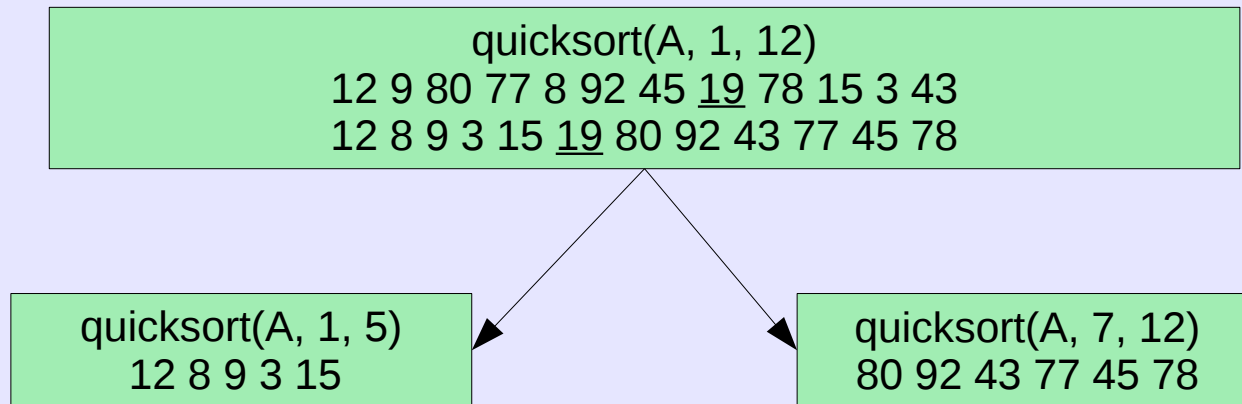 quicksort(A, 1, 12)
12 9 80 77 8 92 45 19 78 15 3 43
12 8 9 3 15 19 80 92 43 77 45 78
quicksort(A, 1, 5)
12 8 9 3 15
quicksort(A, 7, 12)
80 92 43 77 45 78